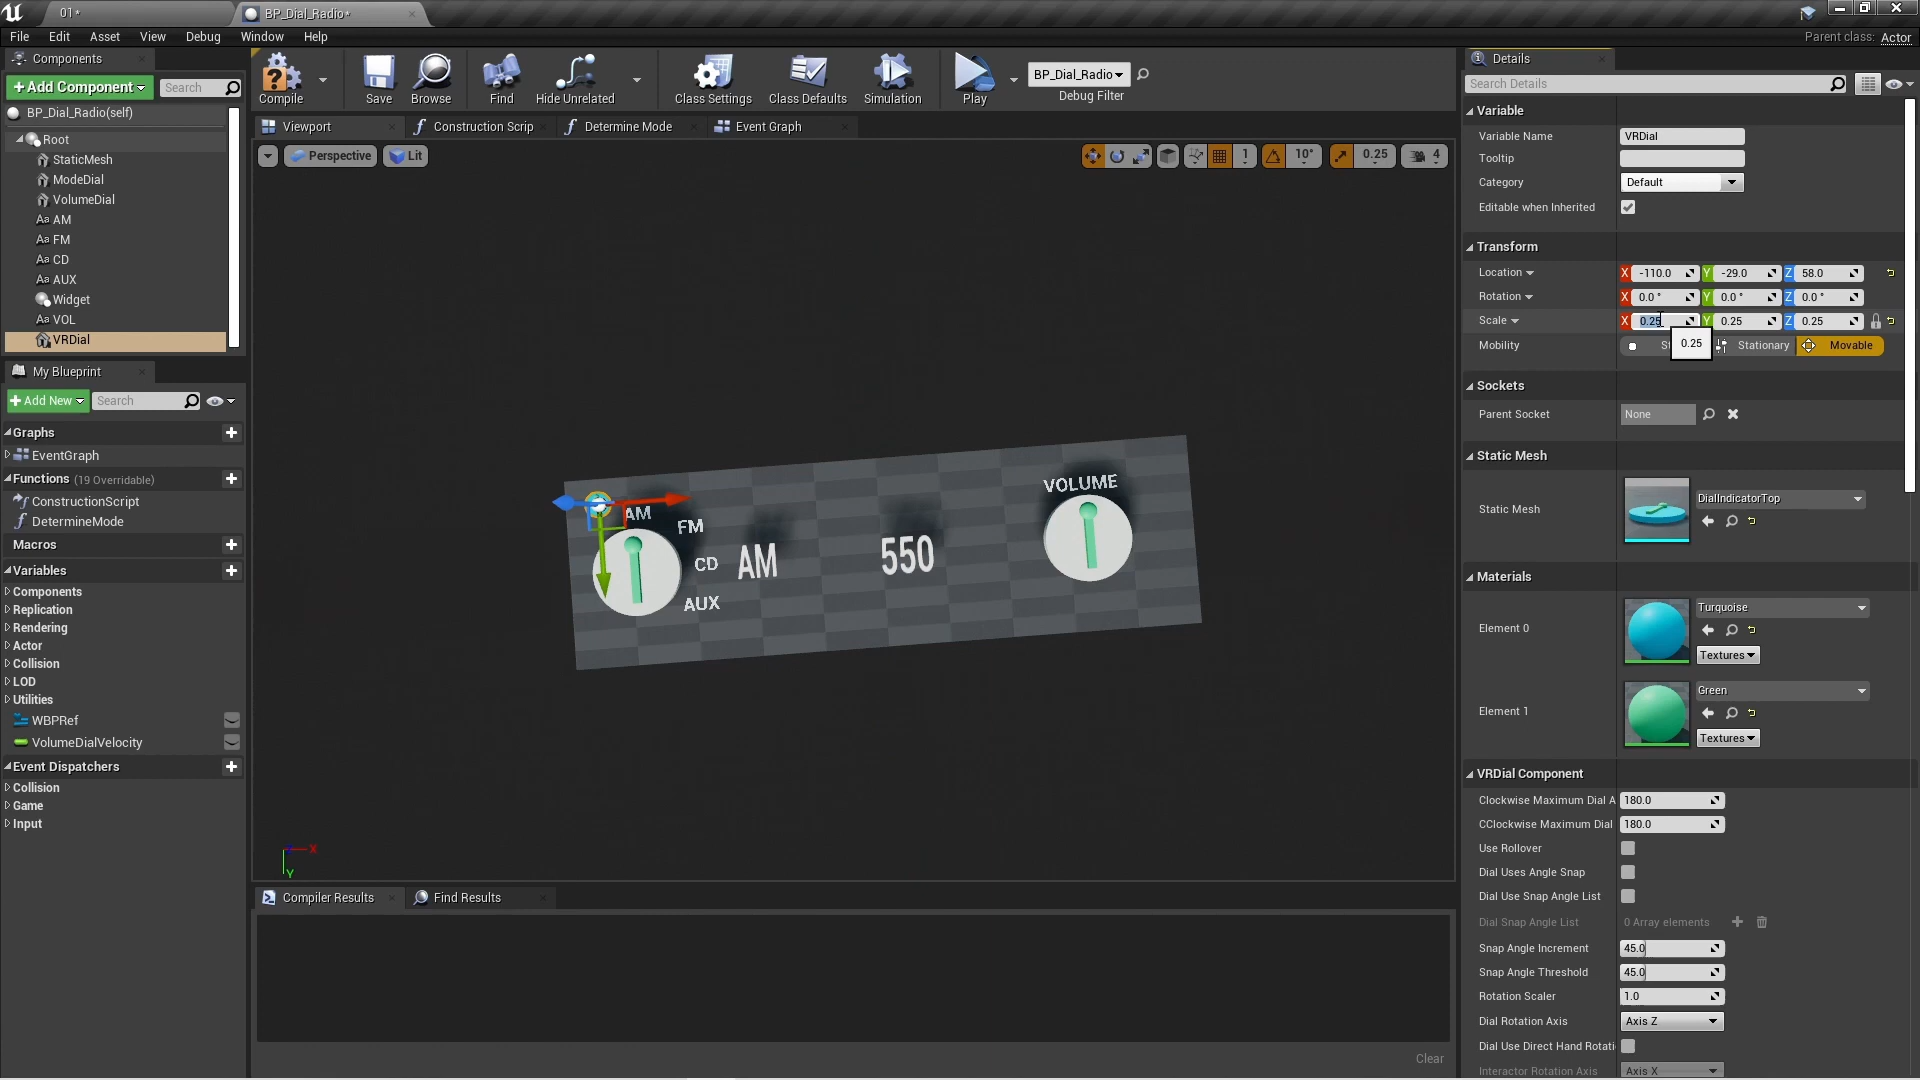 01*
BP_Dial_Radio*
File Edit Asset View Debug Window Help
Parent class: Actor
Components
+Add Component
Search
BP_Dial_Radio(self)
Root
StaticMesh
ModeDial
VolumeDial
Aa AM
Aa FM
Aa CD
Aa AUX
Widget
Aa VOL
VRDial
My Blueprint
+Add New
Search
Graphs
EventGraph
Functions (19 Overridable)
ConstructionScript
DetermineMode
Macros
Variables
Components
Replication
Rendering
Actor
Collision
LOD
Utilities
WBPRef
VolumeDialVelocity
Event Dispatchers
Collision
Game
Input
Compile
Save
Browse
Find
Hide Unrelated
Class Settings
Class Defaults
Simulation
Play
BP_Dial_Radio
Debug Filter
Viewport
Construction Scrip
Determine Mode
Event Graph
Perspective
Lit
1
10°
0.25
4
AM
FM
CD
AUX
AM
550
VOLUME
X
Y
Compiler Results
Find Results
Clear
Details
Search Details
Variable
Variable Name VRDial
Tooltip
Category Default
Editable when Inherited
Transform
Location X -110.0 Y -29.0 Z 58.0
Rotation X 0.0 ° Y 0.0 ° Z 0.0 °
Scale X 0.25 Y 0.25 Z 0.25
0.25
Mobility Stationary Movable
Sockets
Parent Socket None
Static Mesh
Static Mesh DialIndicatorTop
Materials
Element 0 Turquoise
Textures
Element 1 Green
Textures
VRDial Component
Clockwise Maximum Dial A 180.0
CClockwise Maximum Dial 180.0
Use Rollover
Dial Uses Angle Snap
Dial Use Snap Angle List
Dial Snap Angle List 0 Array elements
Snap Angle Increment 45.0
Snap Angle Threshold 45.0
Rotation Scaler 1.0
Dial Rotation Axis Axis Z
Dial Use Direct Hand Rotati
Interactor Rotation Axis Axis X